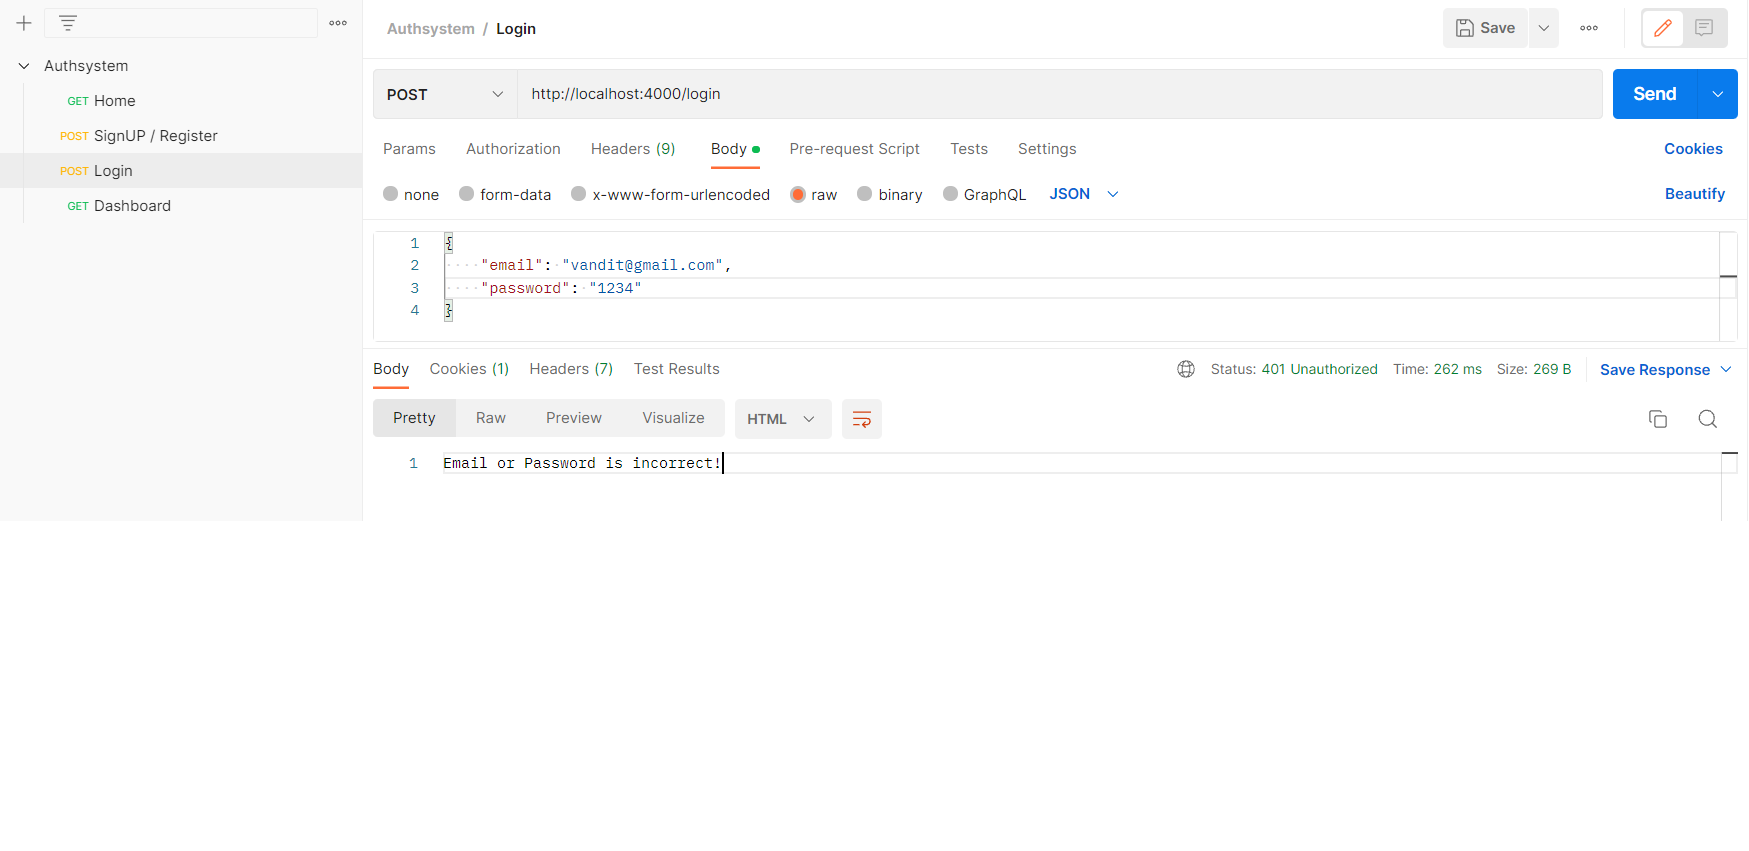 Authsystem
GET Home
POST SignUP / Register
POST Login
GET Dashboard
Authsystem / Login
Save
POST http://localhost:4000/login Send
Params Authorization Headers (9) Body Pre-request Script Tests Settings Cookies
none form-data x-www-form-urlencoded raw binary GraphQL JSON Beautify
1 {
2 "email": "vandit@gmail.com",
3 "password": "1234"
4 }
Body Cookies (1) Headers (7) Test Results Status: 401 Unauthorized Time: 262 ms Size: 269 B Save Response
Pretty Raw Preview Visualize HTML
1 Email or Password is incorrect!